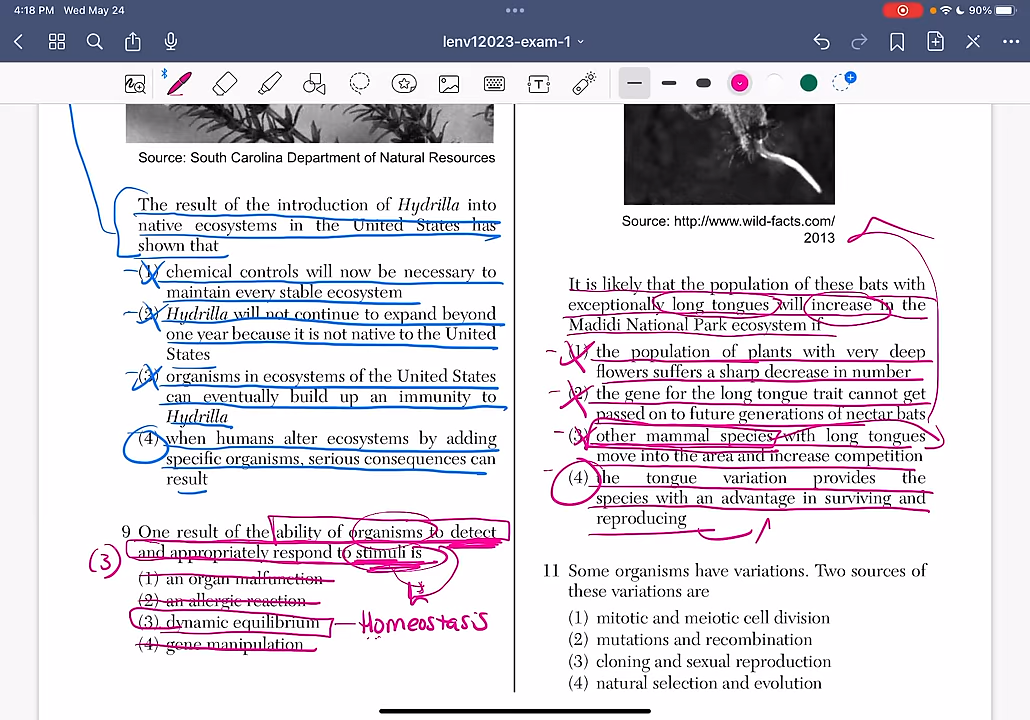 4:18 PM Wed May 24
90%
lenv12023-exam-1
Source: South Carolina Department of Natural Resources
The result of the introduction of Hydrilla into
native ecosystems in the United States has
shown that
(1) chemical controls will now be necessary to
maintain every stable ecosystem
(2) Hydrilla will not continue to expand beyond
one year because it is not native to the United
States
(3) organisms in ecosystems of the United States
can eventually build up an immunity to
Hydrilla
(4) when humans alter ecosystems by adding
specific organisms, serious consequences can
result
9 One result of the ability of organisms to detect
and appropriately respond to stimuli is
(3)
(1) an organ malfunction
(2) an allergic reaction
(3) dynamic equilibrium
Homeostasis
(4) gene manipulation
Source: http://www.wild-facts.com/
2013
It is likely that the population of these bats with
exceptionally long tongues will increase in the
Madidi National Park ecosystem if
(1) the population of plants with very deep
flowers suffers a sharp decrease in number
(2) the gene for the long tongue trait cannot get
passed on to future generations of nectar bats
(3) other mammal species with long tongues
move into the area and increase competition
(4) the tongue variation provides the
species with an advantage in surviving and
reproducing
11 Some organisms have variations. Two sources of
these variations are
(1) mitotic and meiotic cell division
(2) mutations and recombination
(3) cloning and sexual reproduction
(4) natural selection and evolution